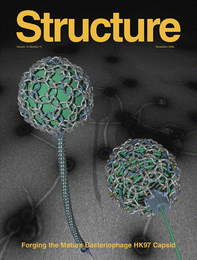 Structure
Forging the Mature Bacteriophage HK97 Capsid